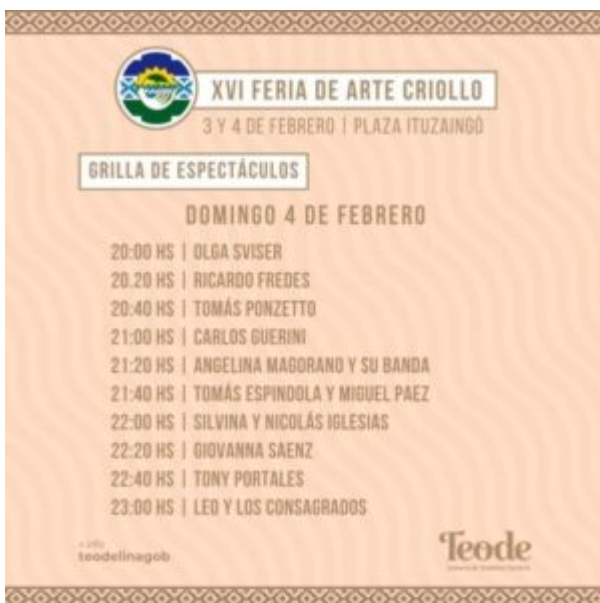 XVI FERIA DE ARTE CRIOLLO
3 Y 4 DE FEBRERO | PLAZA ITUZAINGÓ
GRILLA DE ESPECTÁCULOS
DOMINGO 4 DE FEBRERO
20:00 HS | OLGA SVISER
20.20 HS | RICARDO FREDES
20:40 HS | TOMÁS PONZETTO
21:00 HS | CARLOS GUERINI
21:20 HS | ANGELINA MAGORANO Y SU BANDA
21:40 HS | TOMÁS ESPINDOLA Y MIGUEL PAEZ
22:00 HS | SILVINA Y NICOLÁS IGLESIAS
22:20 HS | GIOVANNA SAENZ
22:40 HS | TONY PORTALES
23:00 HS | LEO Y LOS CONSAGRADOS
+ info
teodelinagob
Teode